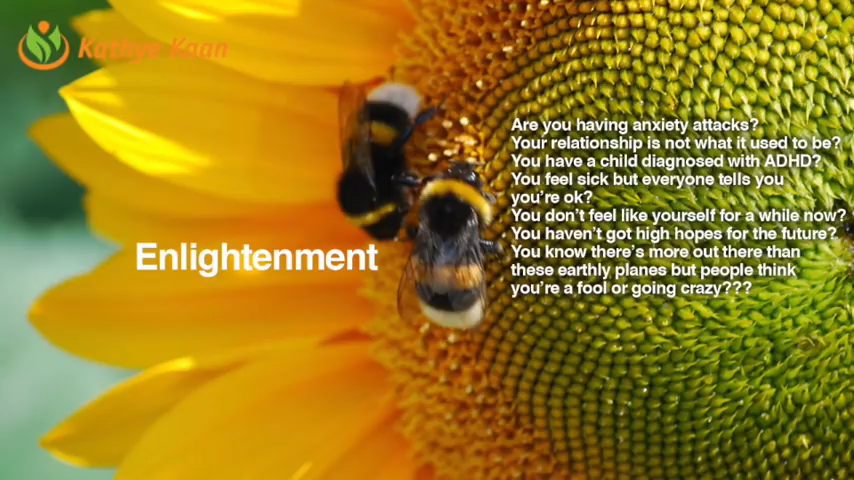 Kathye Kaan
Are you having anxiety attacks?
Your relationship is not what it used to be?
You have a child diagnosed with ADHD?
You feel sick but everyone tells you
you're ok?
You don't feel like yourself for a while now?
You haven't got high hopes for the future?
You know there's more out there than
these earthly planes but people think
you're a fool or going crazy???
Enlightenment